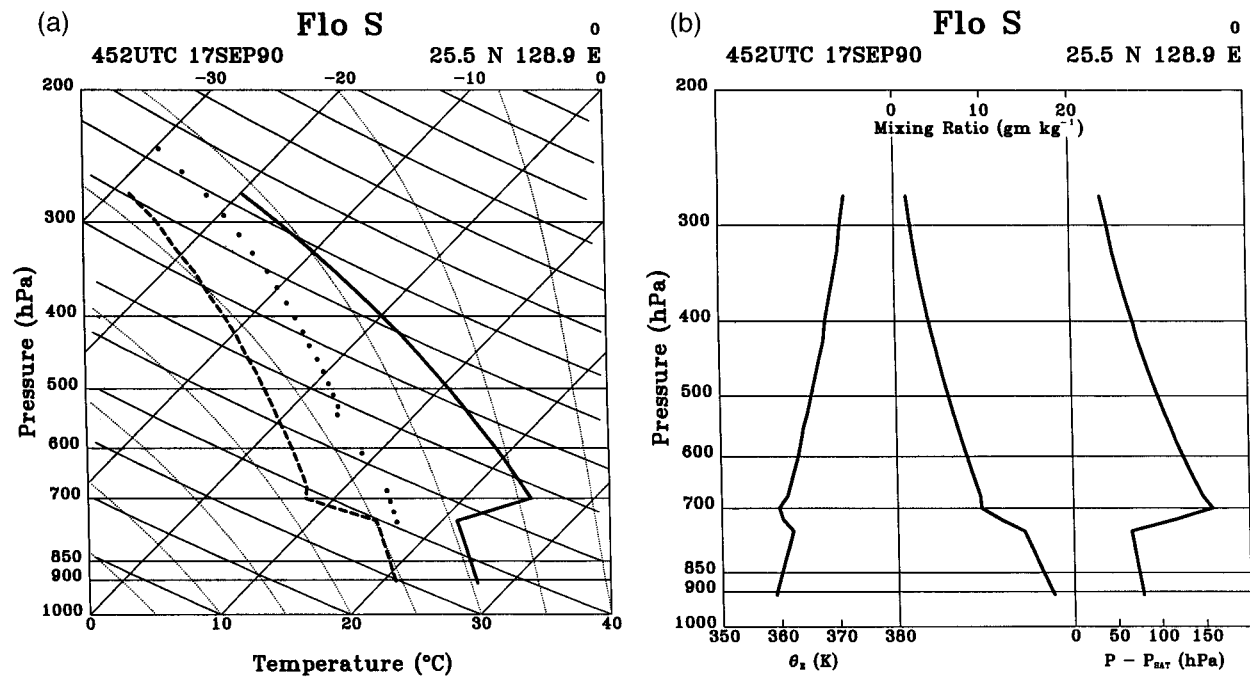 (a)
Flo S
0
452UTC 17SEP90
25.5 N 128.9 E
-30
-20
-10
0
200
300
400
500
600
700
850
900
1000
Pressure (hPa)
0
10
20
30
40
Temperature (°C)
(b)
Flo S
0
452UTC 17SEP90
25.5 N 128.9 E
200
0
10
20
Mixing Ratio (gm kg⁻¹)
300
400
500
600
700
850
900
1000
Pressure (hPa)
350
360
370
380
0
50
100
150
θE (K)
P - PSAT (hPa)